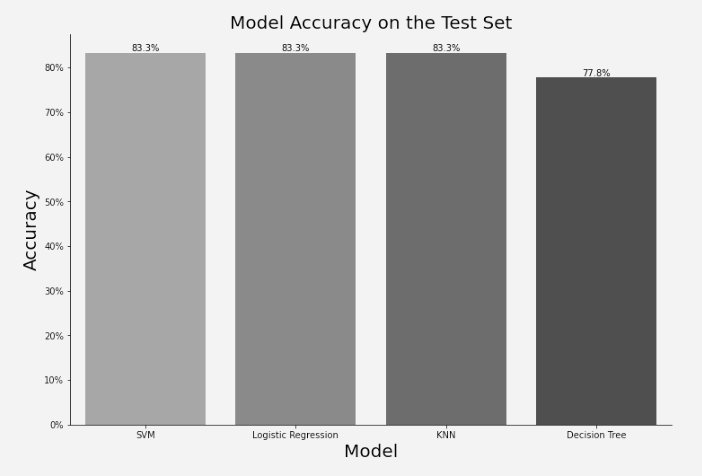 Model Accuracy on the Test Set
83.3%
83.3%
83.3%
77.8%
Accuracy
80%
70%
60%
50%
40%
30%
20%
10%
0%
SVM
Logistic Regression
KNN
Decision Tree
Model